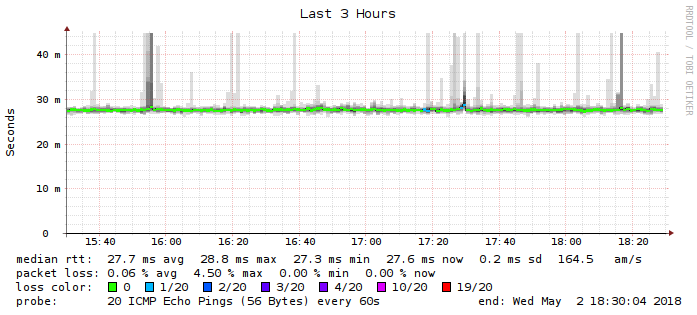 Last 3 Hours
RRDTOOL / TOBI OETIKER
Seconds
40 m
30 m
20 m
10 m
0
15:40 16:00 16:20 16:40 17:00 17:20 17:40 18:00 18:20
median rtt: 27.7 ms avg 28.8 ms max 27.3 ms min 27.6 ms now 0.2 ms sd 164.5 am/s
packet loss: 0.06 % avg 4.50 % max 0.00 % min 0.00 % now
loss color: 0 1/20 2/20 3/20 4/20 10/20 19/20
probe: 20 ICMP Echo Pings (56 Bytes) every 60s end: Wed May 2 18:30:04 2018